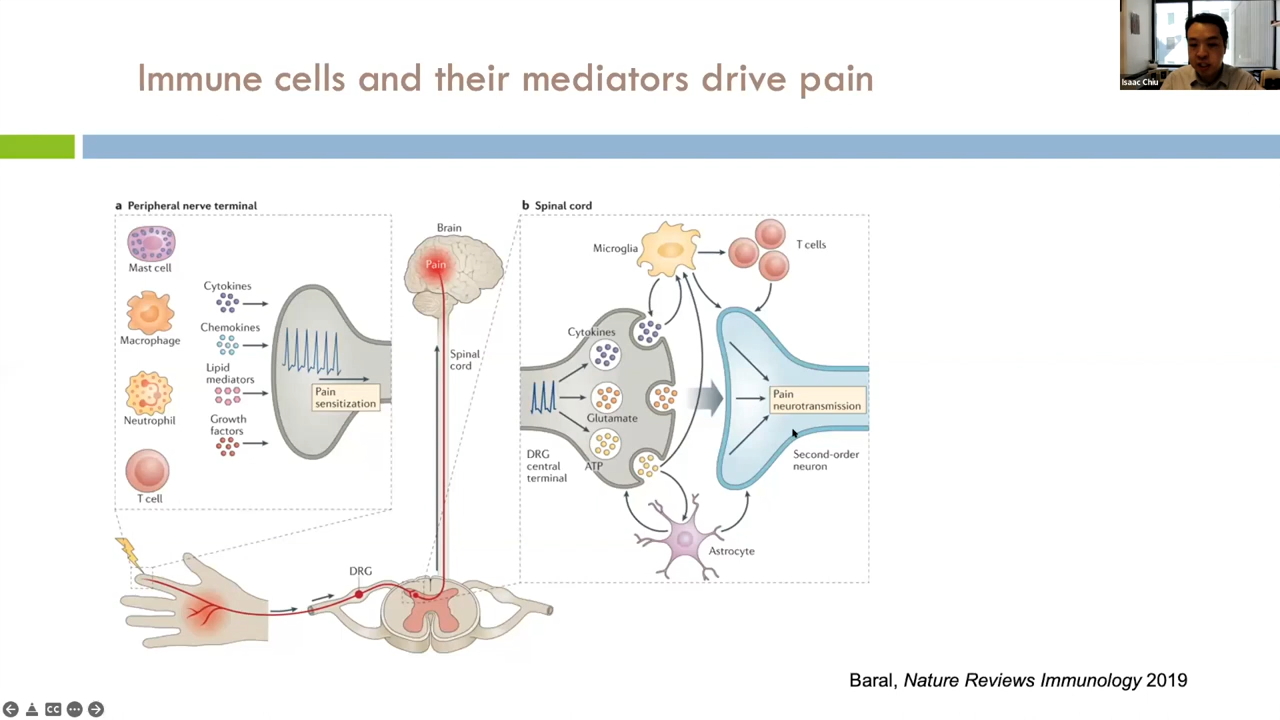 Immune cells and their mediators drive pain
Isaac Chiu
a Peripheral nerve terminal
Mast cell
Macrophage
Neutrophil
T cell
Cytokines
Chemokines
Lipid
mediators
Growth
factors
Pain
sensitization
Brain
Pain
Spinal
cord
DRG
b Spinal cord
Microglia
T cells
Cytokines
Glutamate
ATP
DRG
central
terminal
Pain
neurotransmission
Second-order
neuron
Astrocyte
Baral, Nature Reviews Immunology 2019
CC